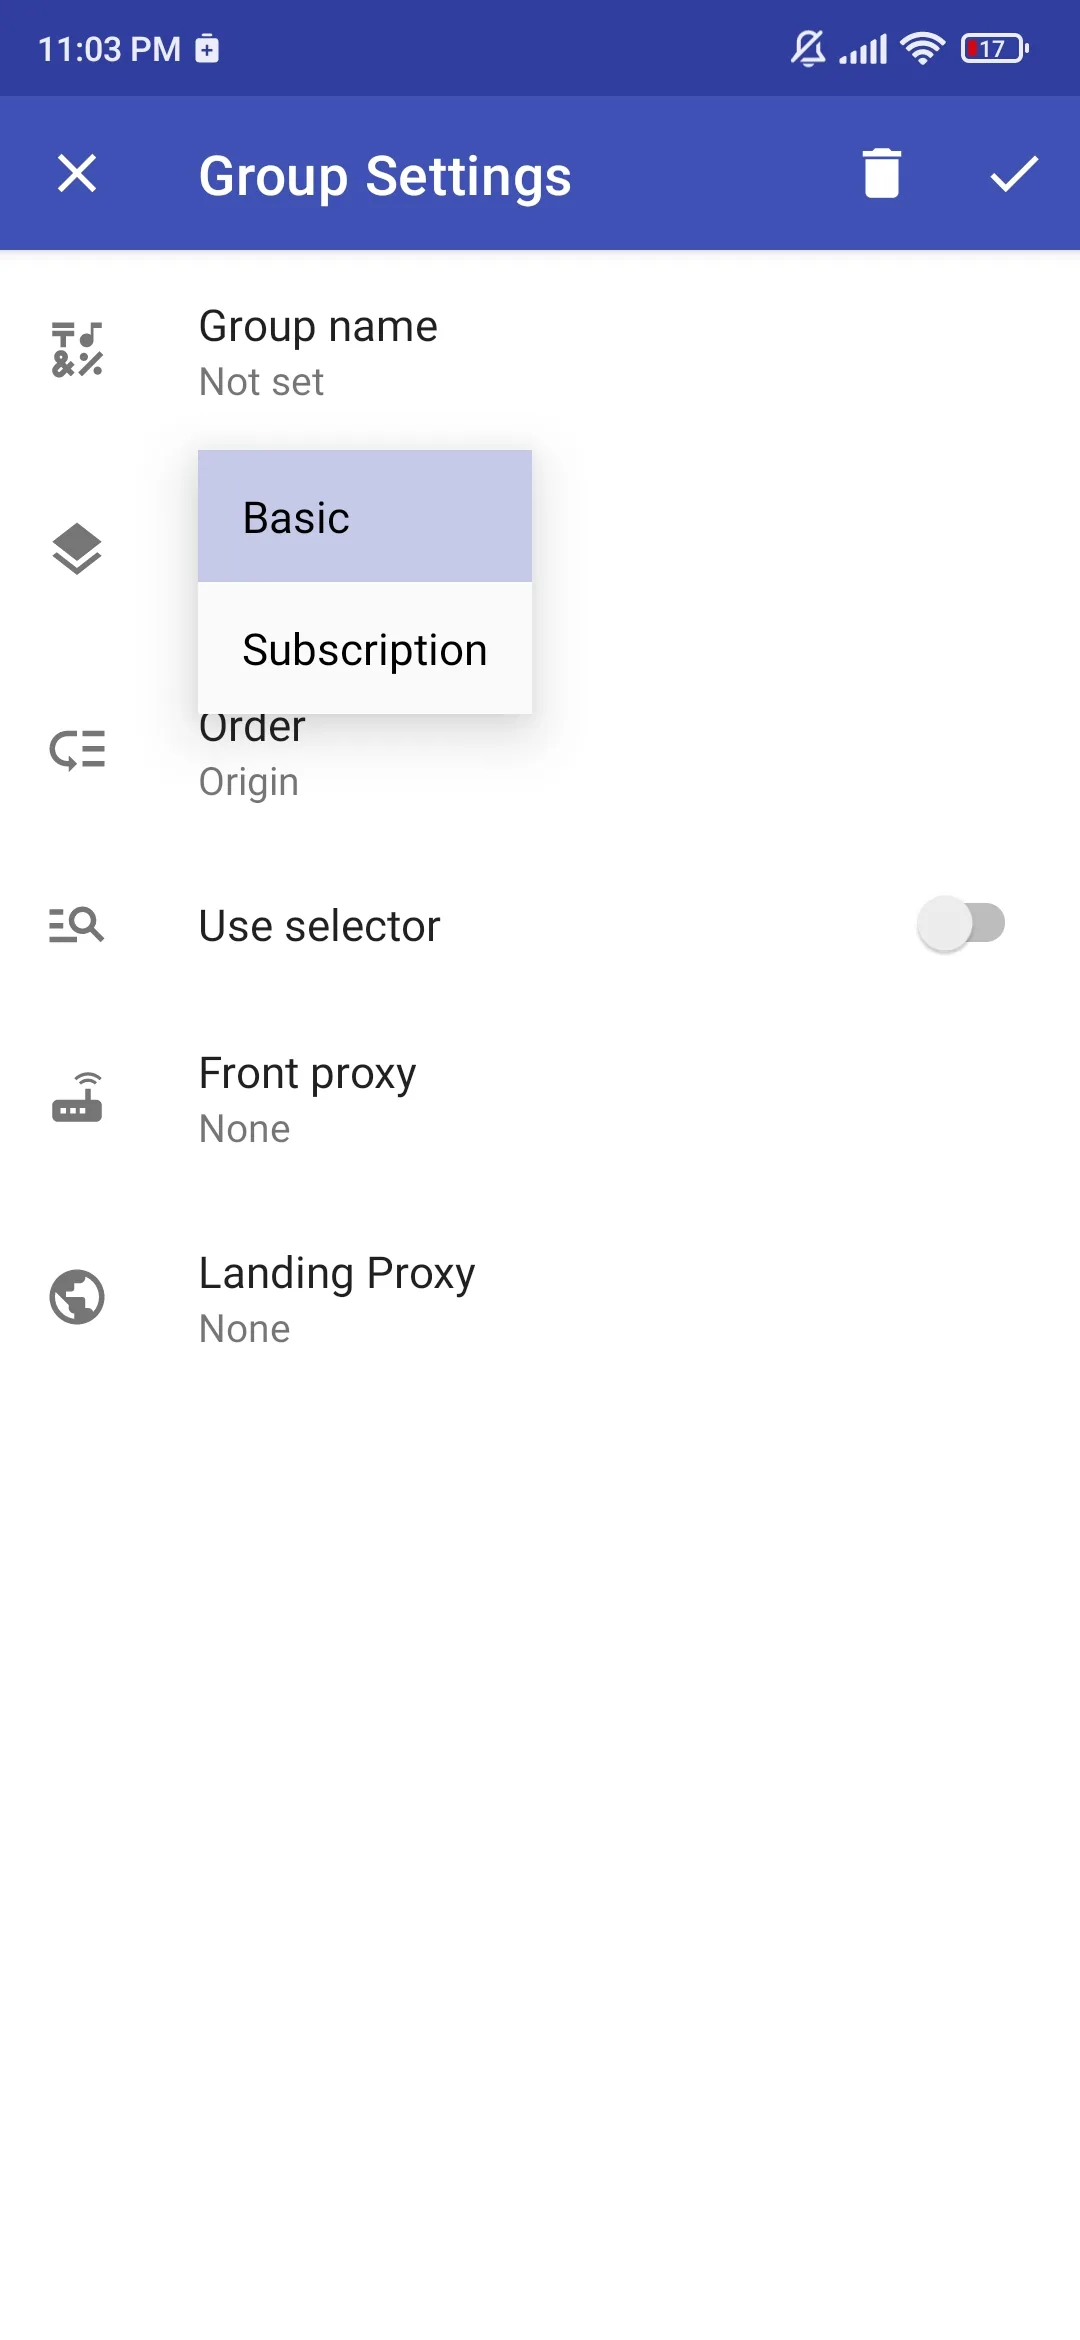 11:03 PM
17
Group Settings
Group name
Not set
Basic
Subscription
Order
Origin
Use selector
Front proxy
None
Landing Proxy
None